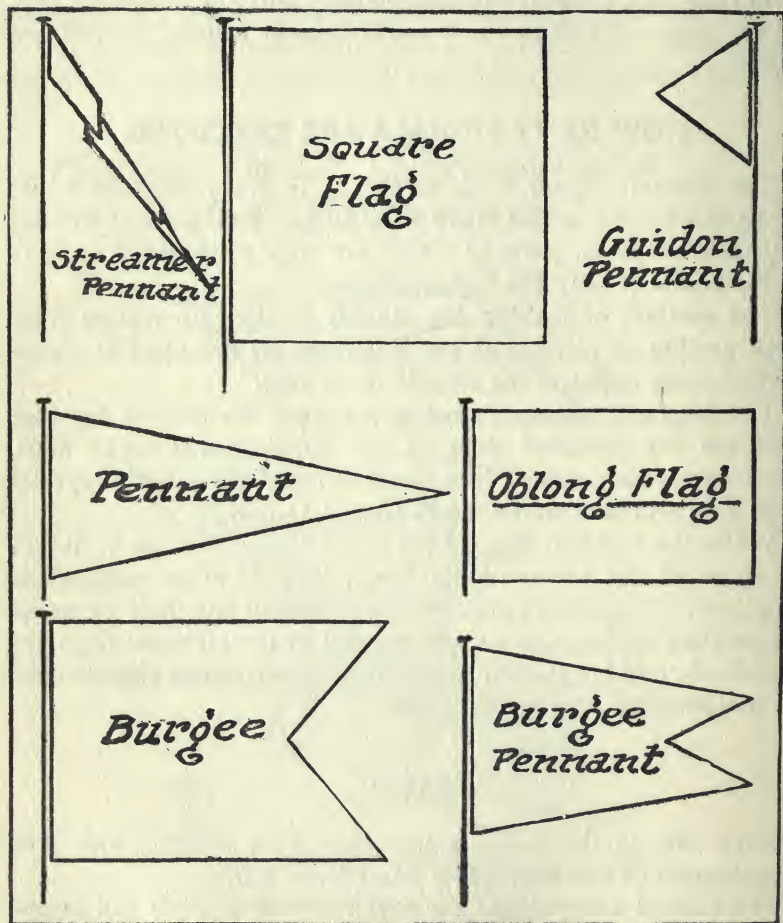 Square
Flag
Streamer
Pennant
Guidon
Pennant
Pennant
Oblong Flag
Burgee
Burgee
Pennant